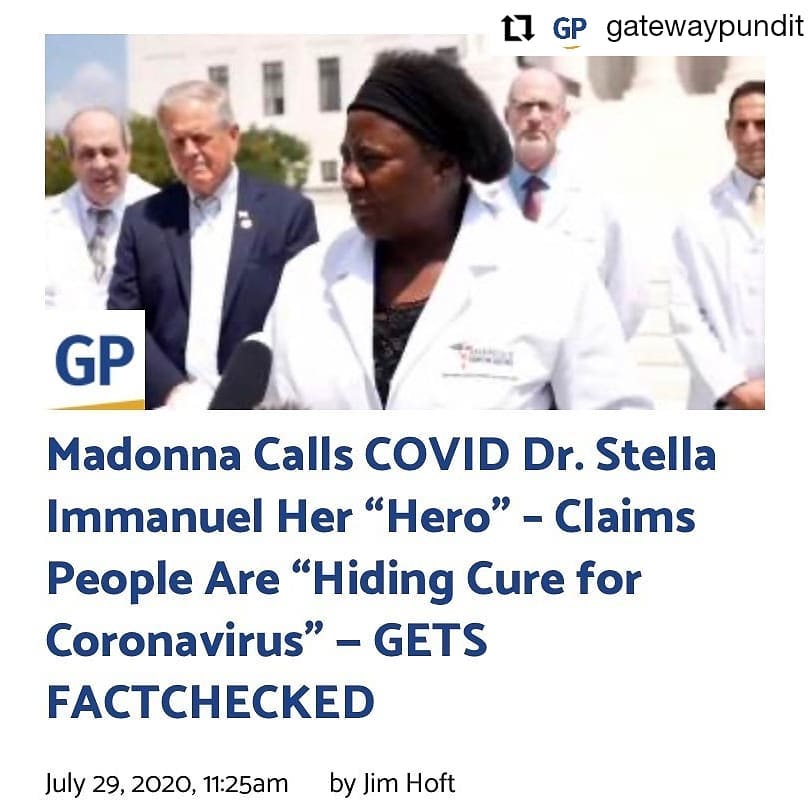 GP gatewaypundit
GP
Madonna Calls COVID Dr. Stella
Immanuel Her “Hero” – Claims
People Are “Hiding Cure for
Coronavirus” – GETS
FACTCHECKED
July 29, 2020, 11:25am by Jim Hoft